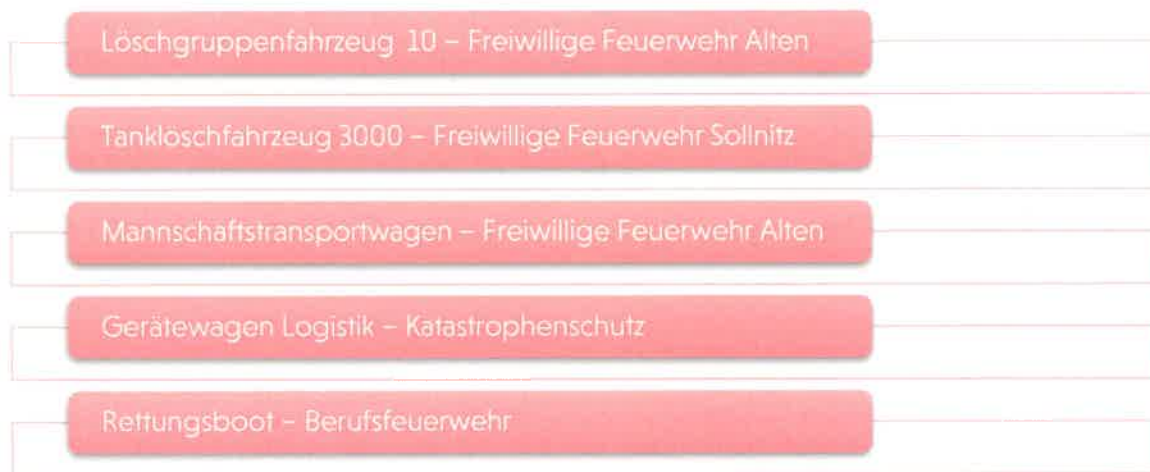 Löschgruppenfahrzeug 10 – Freiwillige Feuerwehr Alten
Tanklöschfahrzeug 3000 – Freiwillige Feuerwehr Sollnitz
Mannschaftstransportwagen – Freiwillige Feuerwehr Alten
Gerätewagen Logistik – Katastrophenschutz
Rettungsboot – Berufsfeuerwehr